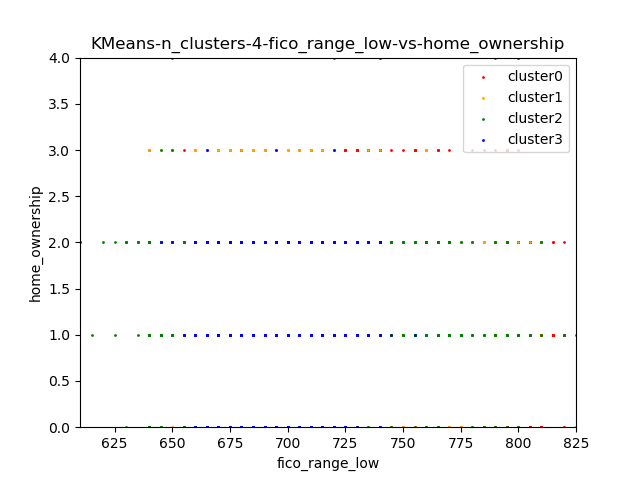 KMeans-n_clusters-4-fico_range_low-vs-home_ownership
4.0
3.5
3.0
2.5
2.0
1.5
1.0
0.5
0.0
home_ownership
cluster0
cluster1
cluster2
cluster3
625 650 675 700 725 750 775 800 825
fico_range_low